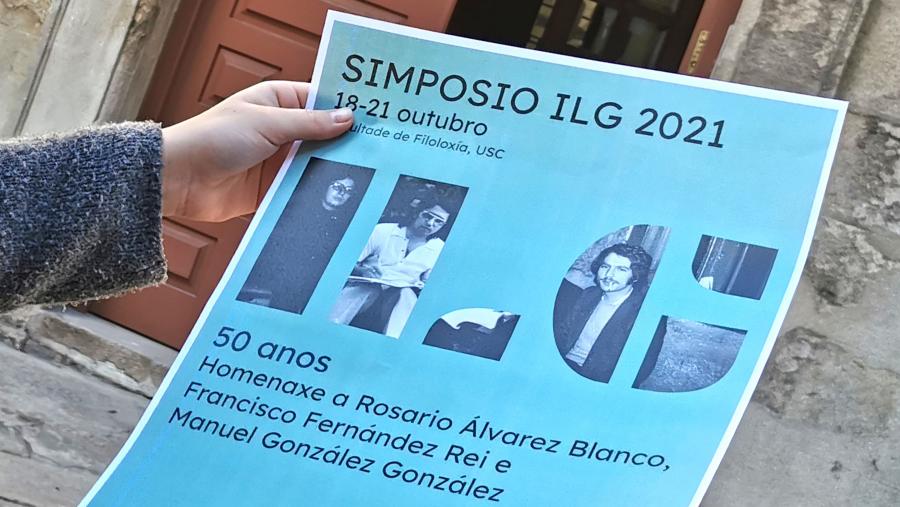 SIMPOSIO ILG 2021
18-21 outubro
de Filoloxía, USC
ILG
50 anos
Homenaxe a Rosario Álvarez Blanco,
Francisco Fernández Rei e
Manuel González González